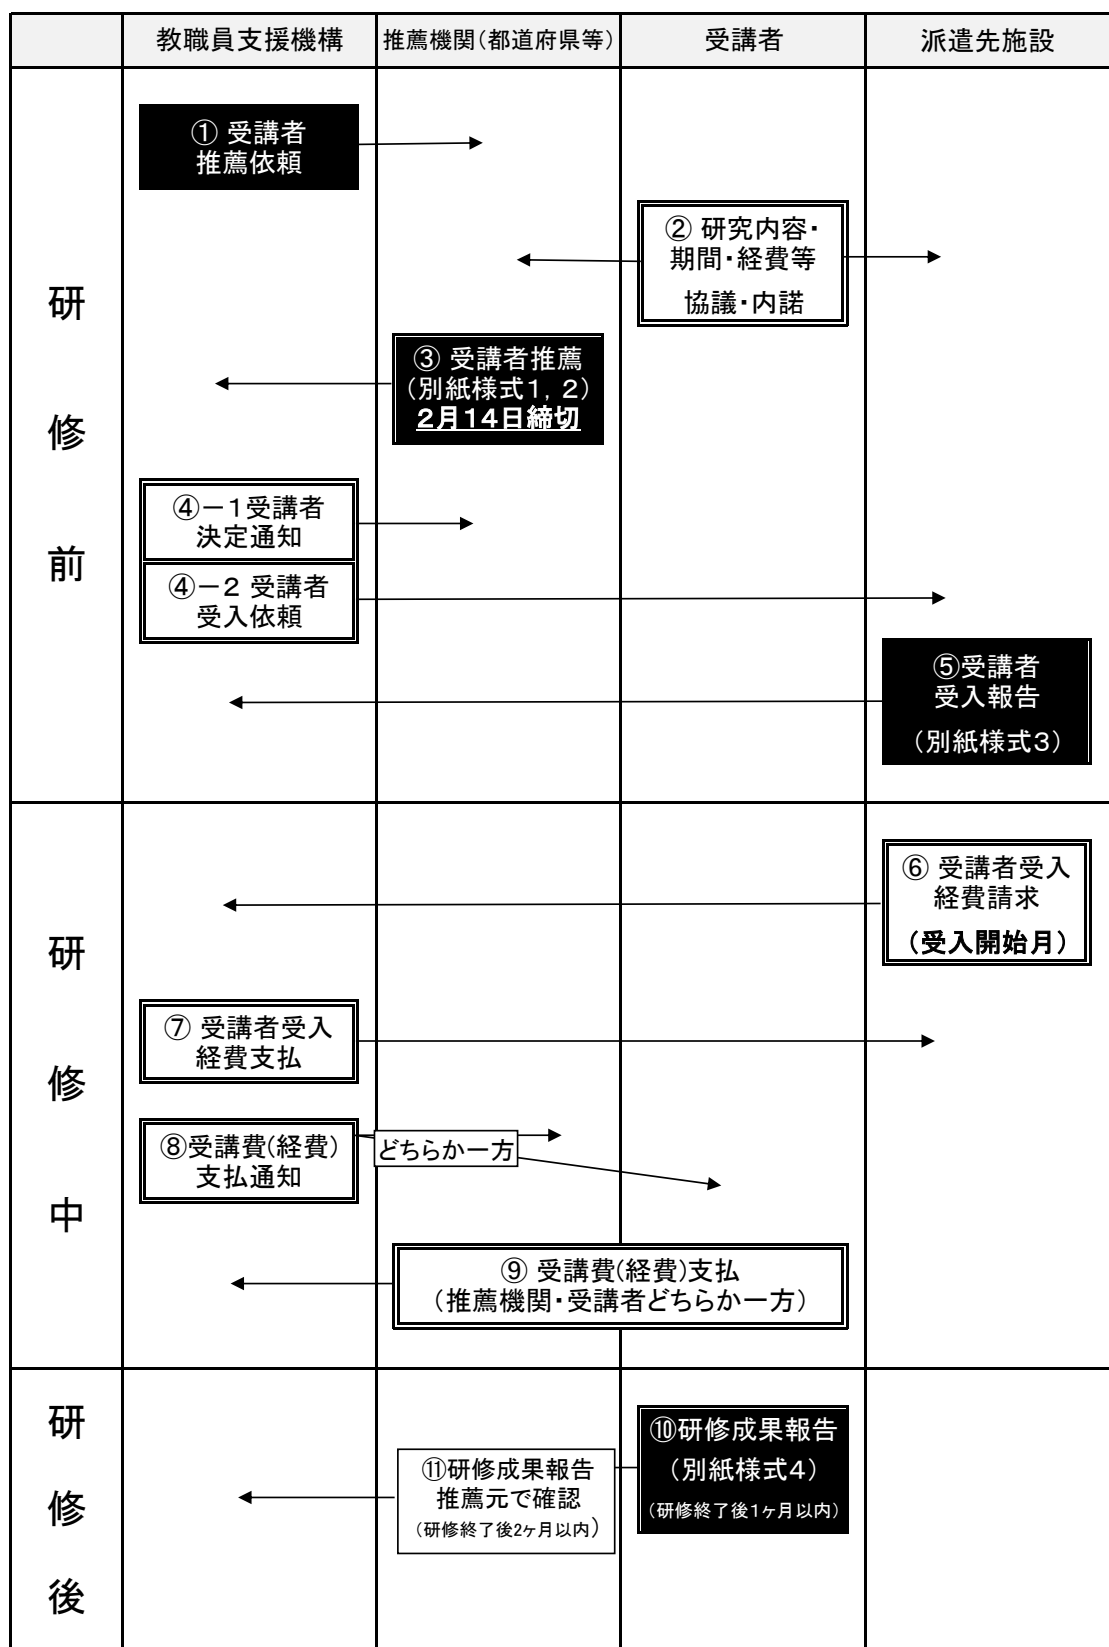 教職員支援機構
推薦機関(都道府県等)
受講者
派遣先施設
研修前
① 受講者
推薦依頼
② 研究内容・
期間・経費等
協議・内諾
③ 受講者推薦
(別紙様式1, 2)
2月14日締切
④-1受講者
決定通知
④-2 受講者
受入依頼
⑤受講者
受入報告
(別紙様式3)
研修中
⑥ 受講者受入
経費請求
(受入開始月)
⑦ 受講者受入
経費支払
⑧受講費(経費)
支払通知
どちらか一方
⑨ 受講費(経費)支払
(推薦機関・受講者どちらか一方)
研修後
⑩研修成果報告
(別紙様式4)
(研修終了後1ヶ月以内)
⑪研修成果報告
推薦元で確認
(研修終了後2ヶ月以内)